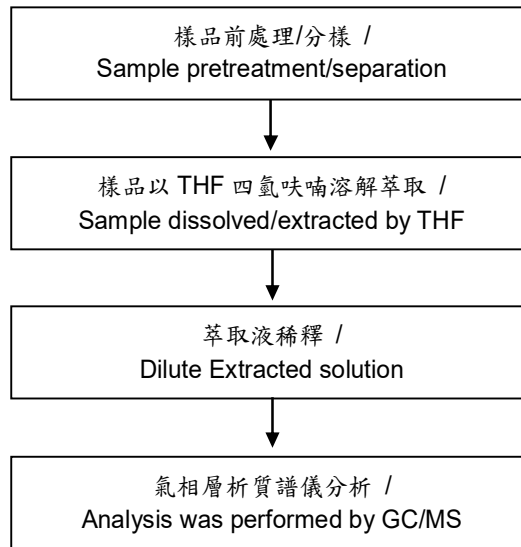 樣品前處理/分樣 /
Sample pretreatment/separation
樣品以 THF 四氫呋喃溶解萃取 /
Sample dissolved/extracted by THF
萃取液稀釋 /
Dilute Extracted solution
氣相層析質譜儀分析 /
Analysis was performed by GC/MS